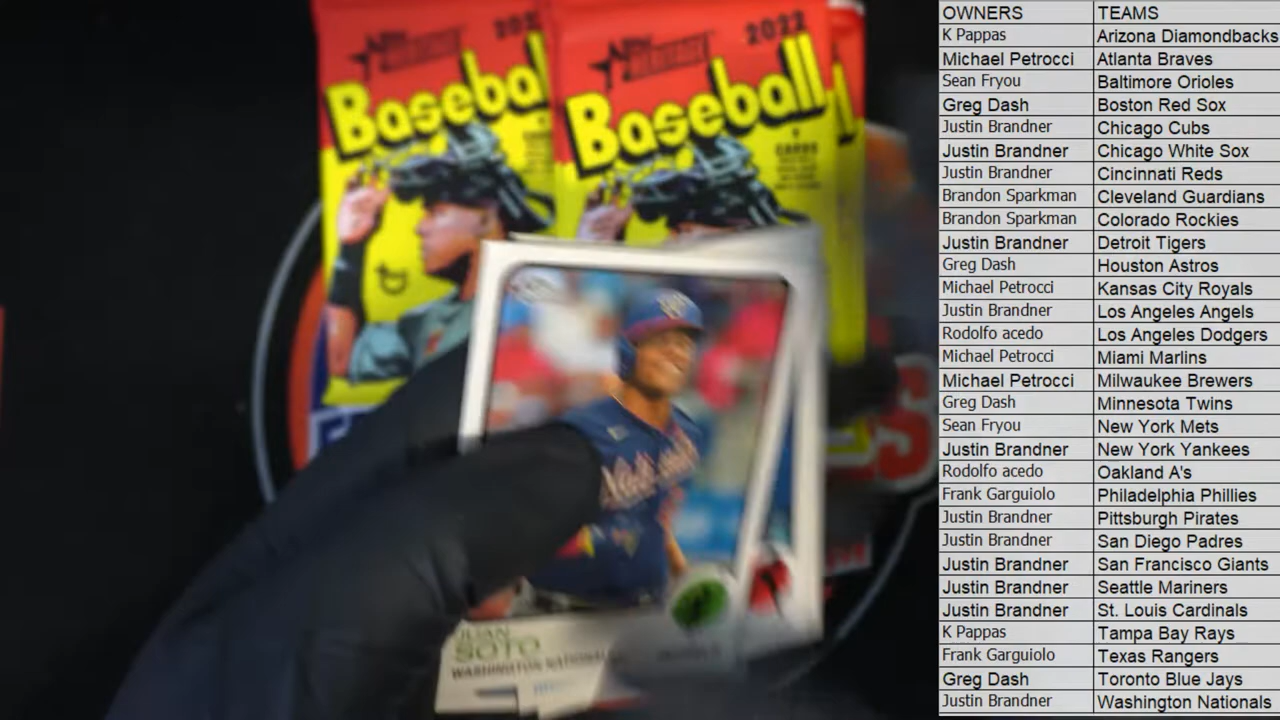 2022
Baseball
2022
Baseball
CARDS
JUAN
SOTO
WASHINGTON NATIONALS
OWNERS TEAMS
K Pappas Arizona Diamondbacks
Michael Petrocci Atlanta Braves
Sean Fryou Baltimore Orioles
Greg Dash Boston Red Sox
Justin Brandner Chicago Cubs
Justin Brandner Chicago White Sox
Justin Brandner Cincinnati Reds
Brandon Sparkman Cleveland Guardians
Brandon Sparkman Colorado Rockies
Justin Brandner Detroit Tigers
Greg Dash Houston Astros
Michael Petrocci Kansas City Royals
Justin Brandner Los Angeles Angels
Rodolfo acedo Los Angeles Dodgers
Michael Petrocci Miami Marlins
Michael Petrocci Milwaukee Brewers
Greg Dash Minnesota Twins
Sean Fryou New York Mets
Justin Brandner New York Yankees
Rodolfo acedo Oakland A's
Frank Garguiolo Philadelphia Phillies
Justin Brandner Pittsburgh Pirates
Justin Brandner San Diego Padres
Justin Brandner San Francisco Giants
Justin Brandner Seattle Mariners
Justin Brandner St. Louis Cardinals
K Pappas Tampa Bay Rays
Frank Garguiolo Texas Rangers
Greg Dash Toronto Blue Jays
Justin Brandner Washington Nationals